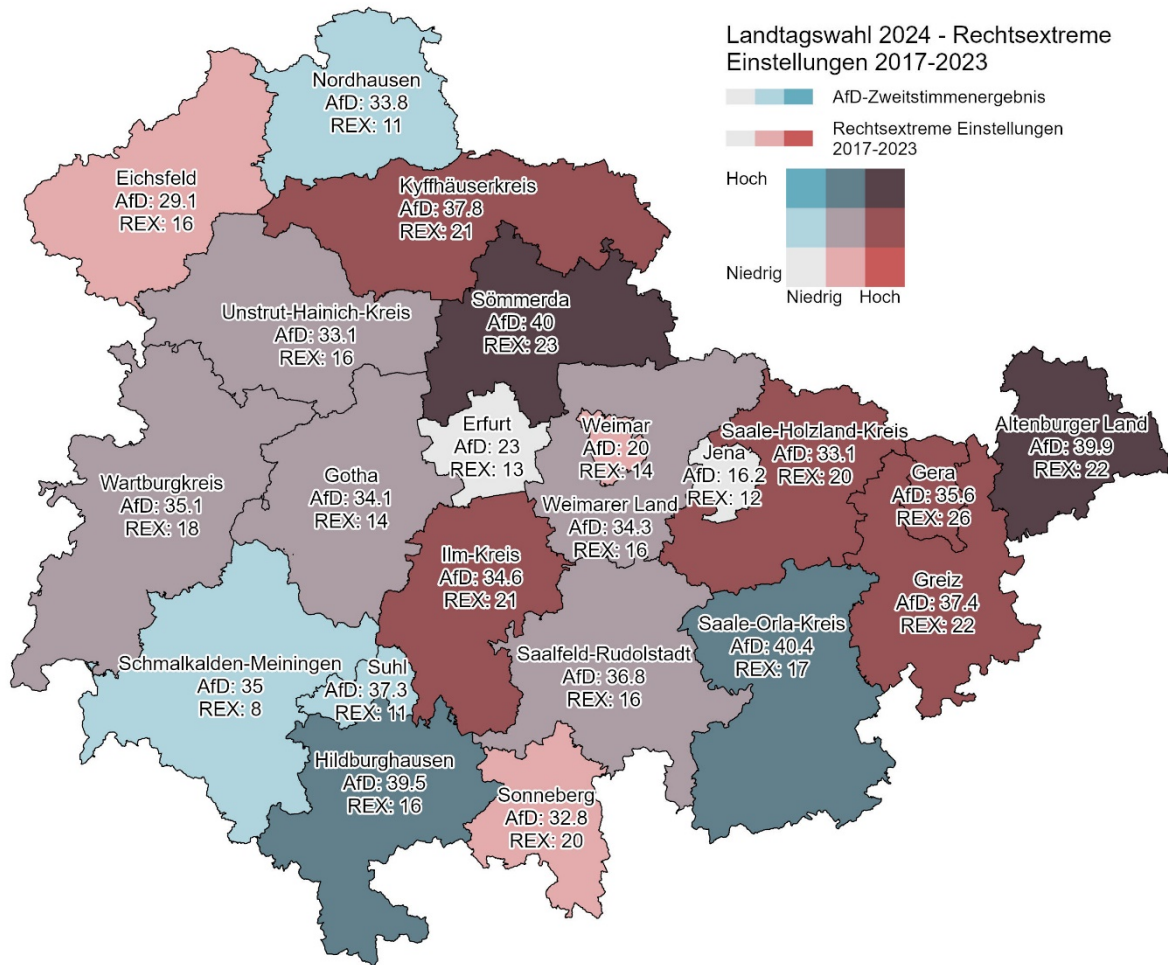 Landtagswahl 2024 - Rechtsextreme
Einstellungen 2017-2023
AfD-Zweitstimmenergebnis
Rechtsextreme Einstellungen
2017-2023
Hoch
Niedrig
Niedrig
Hoch
Nordhausen
AfD: 33.8
REX: 11
Eichsfeld
AfD: 29.1
REX: 16
Kyffhäuserkreis
AfD: 37.8
REX: 21
Sömmerda
AfD: 40
REX: 23
Unstrut-Hainich-Kreis
AfD: 33.1
REX: 16
Erfurt
AfD: 23
REX: 13
Weimar
AfD: 20
REX: 14
Jena
AfD: 16.2
REX: 12
Saale-Holzland-Kreis
AfD: 33.1
REX: 20
Altenburger Land
AfD: 39.9
REX: 22
Gera
AfD: 35.6
REX: 26
Wartburgkreis
AfD: 35.1
REX: 18
Gotha
AfD: 34.1
REX: 14
Weimarer Land
AfD: 34.3
REX: 16
Ilm-Kreis
AfD: 34.6
REX: 21
Greiz
AfD: 37.4
REX: 22
Saale-Orla-Kreis
AfD: 40.4
REX: 17
Schmalkalden-Meiningen
AfD: 35
REX: 8
Suhl
AfD: 37.3
REX: 11
Saalfeld-Rudolstadt
AfD: 36.8
REX: 16
Hildburghausen
AfD: 39.5
REX: 16
Sonneberg
AfD: 32.8
REX: 20